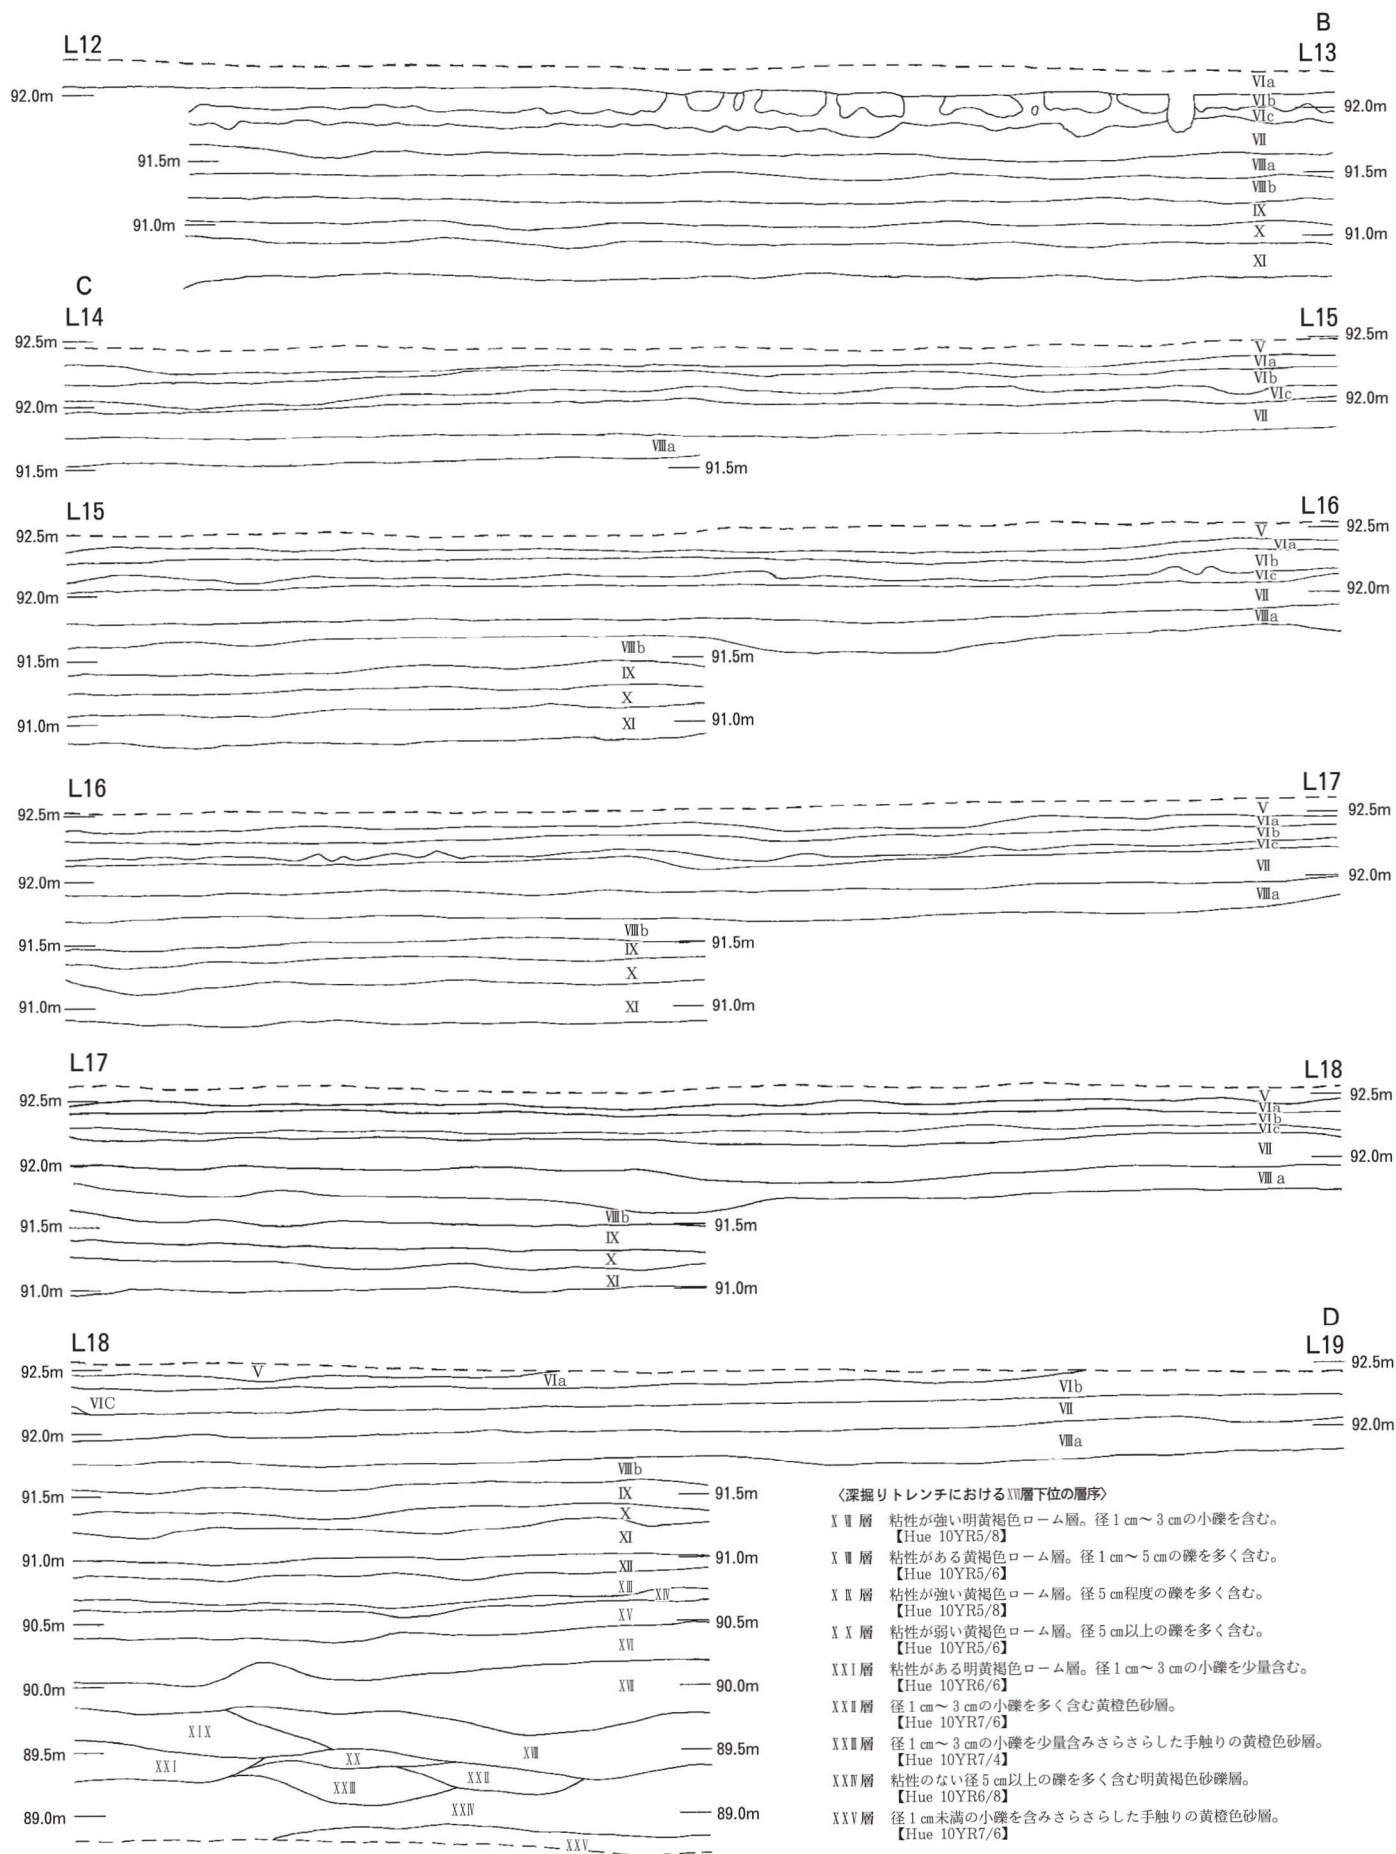 B
L12 L13
VIa
92.0m VIb 92.0m
VIc
VII
91.5m VIIIa 91.5m
VIIIb
IX
91.0m X 91.0m
XI
C
L14 L15
92.5m V 92.5m
VIa
VIb
92.0m VIc 92.0m
VII
VIIIa
91.5m 91.5m
L15 L16
92.5m V 92.5m
VIa
VIb
VIc
92.0m VII 92.0m
VIIIa
91.5m VIIIb 91.5m
IX
X
91.0m XI 91.0m
L16 L17
92.5m V 92.5m
VIa
VIb
VIc
92.0m VII 92.0m
VIIIa
VIIIb
91.5m IX 91.5m
X
91.0m XI 91.0m
L17 L18
92.5m V 92.5m
VIa
VIb
VIc
VII
92.0m 92.0m
VIIIa
91.5m VIIIb 91.5m
IX
X
91.0m XI 91.0m
D
L18 L19
92.5m V VIa 92.5m
VIb
VIC VII
92.0m 92.0m
VIIIa
VIIIb
91.5m IX 91.5m
X
XI
91.0m XII 91.0m
XIII XIV
90.5m XV 90.5m
XVI
90.0m XVII 90.0m
XIX
89.5m XX XVIII 89.5m
XXI XXII
XXIII
89.0m XXIV 89.0m
XXV
〈深掘りトレンチにおけるXVI層下位の層序〉
XVII層 粘性が強い明黄褐色ローム層。径1㎝～3㎝の小礫を含む。
【Hue 10YR5/8】
XVIII層 粘性がある黄褐色ローム層。径1㎝～5㎝の礫を多く含む。
【Hue 10YR5/6】
XIX層 粘性が強い黄褐色ローム層。径5㎝程度の礫を多く含む。
【Hue 10YR5/8】
XX層 粘性が弱い黄褐色ローム層。径5㎝以上の礫を多く含む。
【Hue 10YR5/6】
XXI層 粘性がある明黄褐色ローム層。径1㎝～3㎝の小礫を少量含む。
【Hue 10YR6/6】
XXII層 径1㎝～3㎝の小礫を多く含む黄橙色砂層。
【Hue 10YR7/6】
XXIII層 径1㎝～3㎝の小礫を少量含みさらさらした手触りの黄橙色砂層。
【Hue 10YR7/4】
XXIV層 粘性のない径5㎝以上の礫を多く含む明黄褐色砂礫層。
【Hue 10YR6/8】
XXV層 径1㎝未満の小礫を含みさらさらした手触りの黄橙色砂層。
【Hue 10YR7/6】